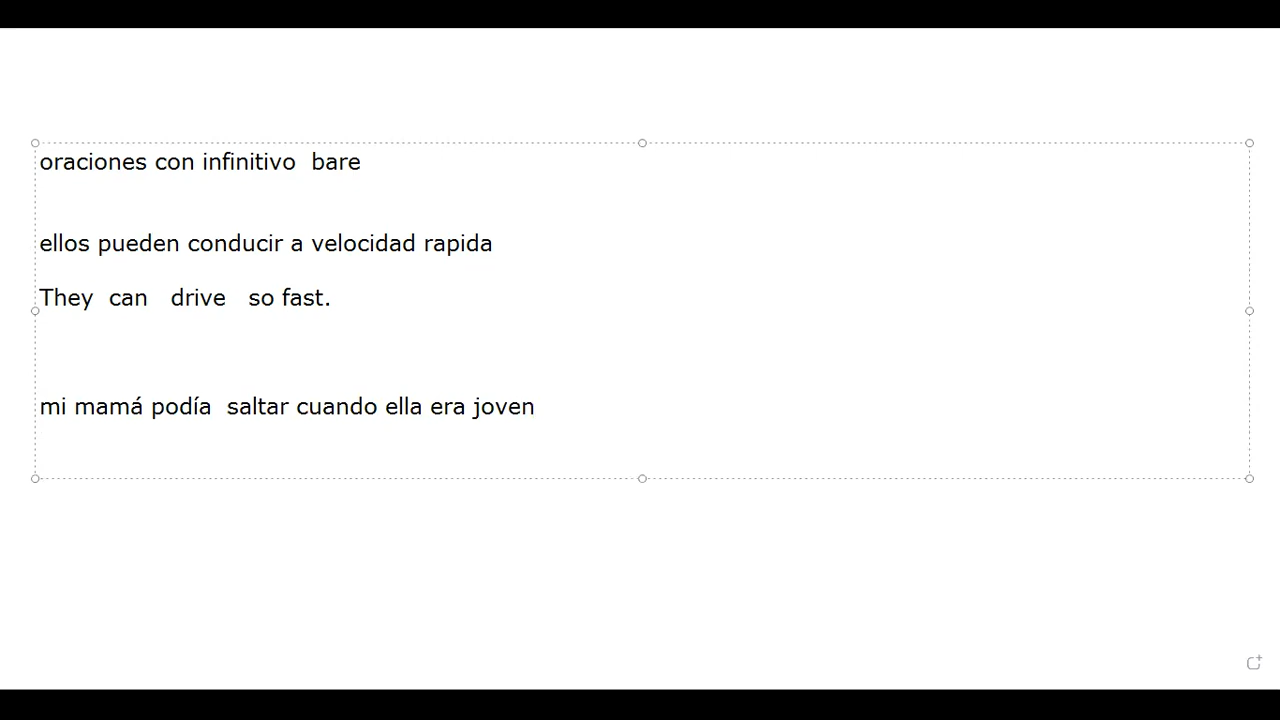 oraciones con infinitivo  bare
ellos pueden conducir a velocidad rapida
They  can   drive   so fast.
mi mamá podía  saltar cuando ella era joven